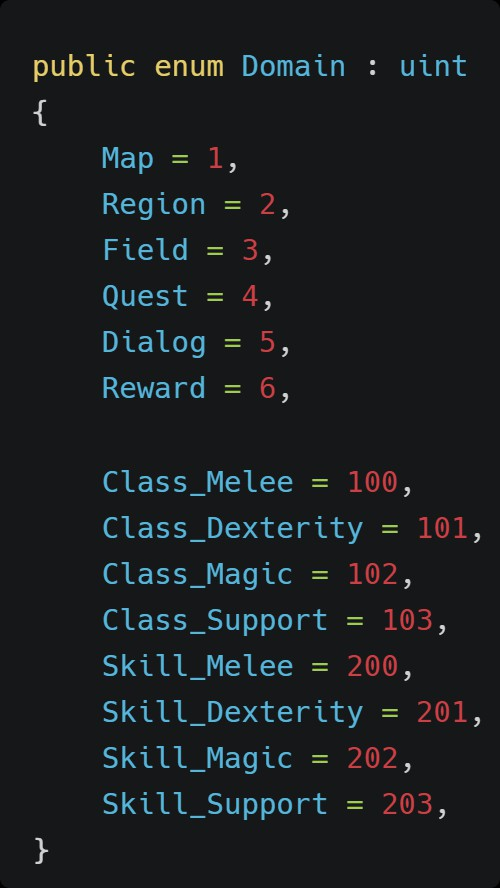 public enum Domain : uint
{
Map = 1,
Region = 2,
Field = 3,
Quest = 4,
Dialog = 5,
Reward = 6,
Class_Melee = 100,
Class_Dexterity = 101,
Class_Magic = 102,
Class_Support = 103,
Skill_Melee = 200,
Skill_Dexterity = 201,
Skill_Magic = 202,
Skill_Support = 203,
}